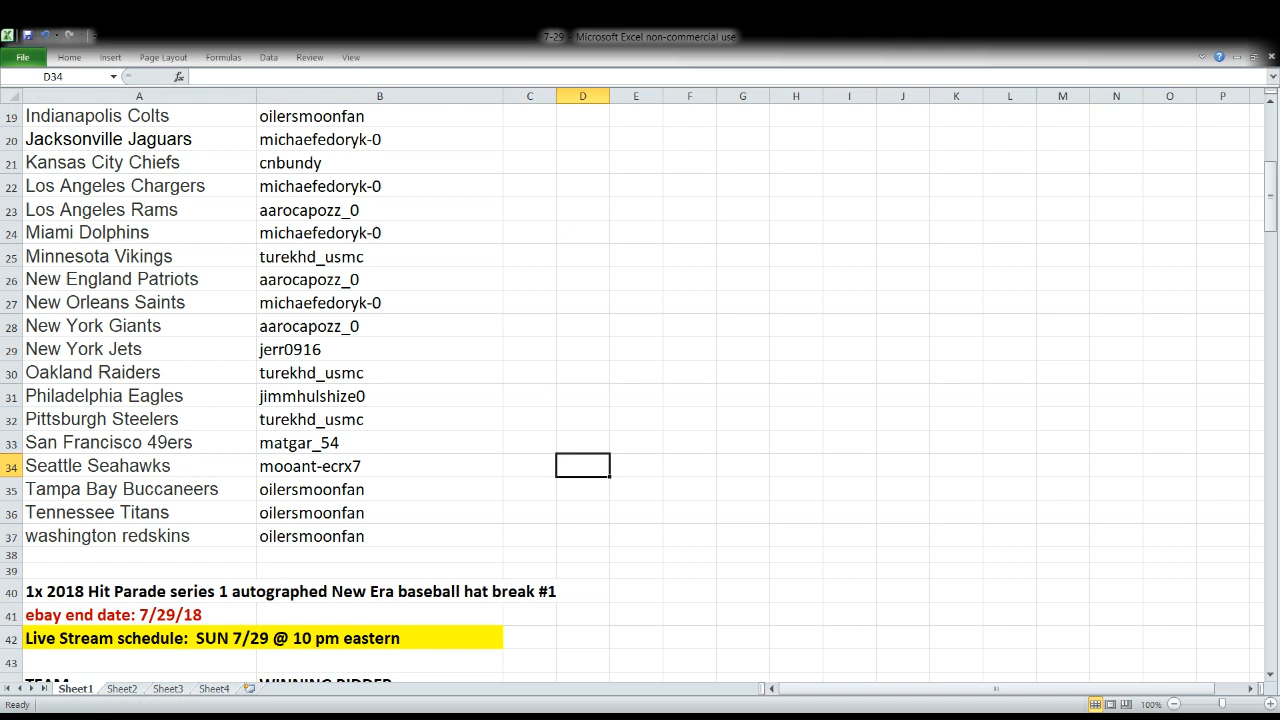 7-29 - Microsoft Excel non-commercial use
File Home Insert Page Layout Formulas Data Review View
D34 fx
A B C D E F G H I J K L M N O P
19 Indianapolis Colts oilersmoonfan
20 Jacksonville Jaguars michaefedoryk-0
21 Kansas City Chiefs cnbundy
22 Los Angeles Chargers michaefedoryk-0
23 Los Angeles Rams aarocapozz_0
24 Miami Dolphins michaefedoryk-0
25 Minnesota Vikings turekhd_usmc
26 New England Patriots aarocapozz_0
27 New Orleans Saints michaefedoryk-0
28 New York Giants aarocapozz_0
29 New York Jets jerr0916
30 Oakland Raiders turekhd_usmc
31 Philadelphia Eagles jimmhulshize0
32 Pittsburgh Steelers turekhd_usmc
33 San Francisco 49ers matgar_54
34 Seattle Seahawks mooant-ecrx7
35 Tampa Bay Buccaneers oilersmoonfan
36 Tennessee Titans oilersmoonfan
37 washington redskins oilersmoonfan
38
39
40 1x 2018 Hit Parade series 1 autographed New Era baseball hat break #1
41 ebay end date: 7/29/18
42 Live Stream schedule: SUN 7/29 @ 10 pm eastern
43
TEAM WINNING BIDDER
Sheet1 Sheet2 Sheet3 Sheet4
Ready 100%